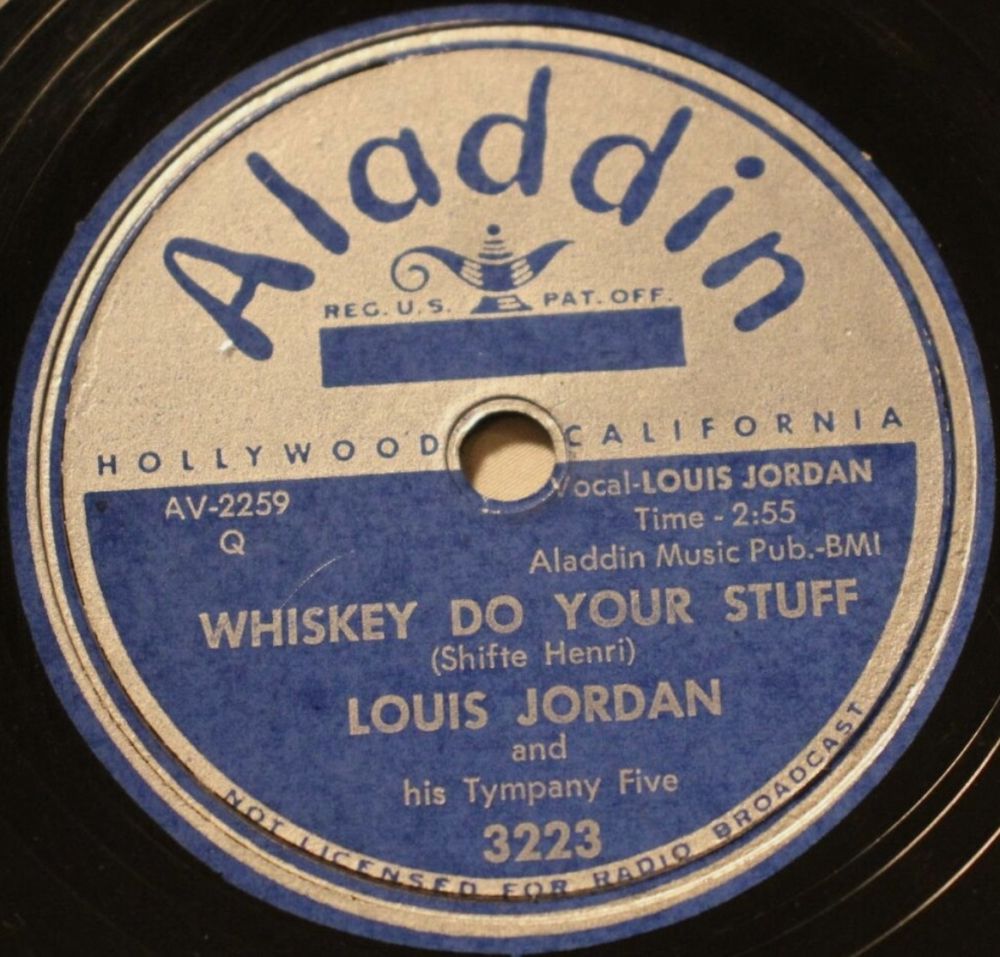 Aladdin
REG. U.S. PAT. OFF.
HOLLYWOOD CALIFORNIA
AV-2259
Q
Vocal-LOUIS JORDAN
Time - 2:55
Aladdin Music Pub.-BMI
WHISKEY DO YOUR STUFF
(Shifte Henri)
LOUIS JORDAN
and
his Tympany Five
3223
NOT LICENSED FOR RADIO BROADCAST